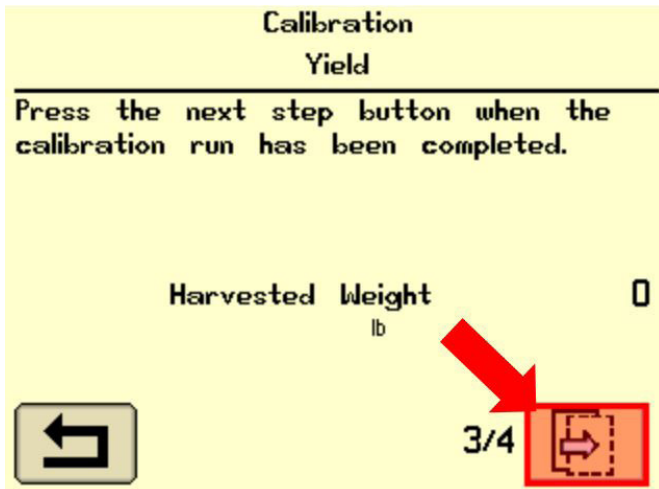 Calibration
Yield
Press the next step button when the
calibration run has been completed.
Harvested Weight 0
lb
3/4